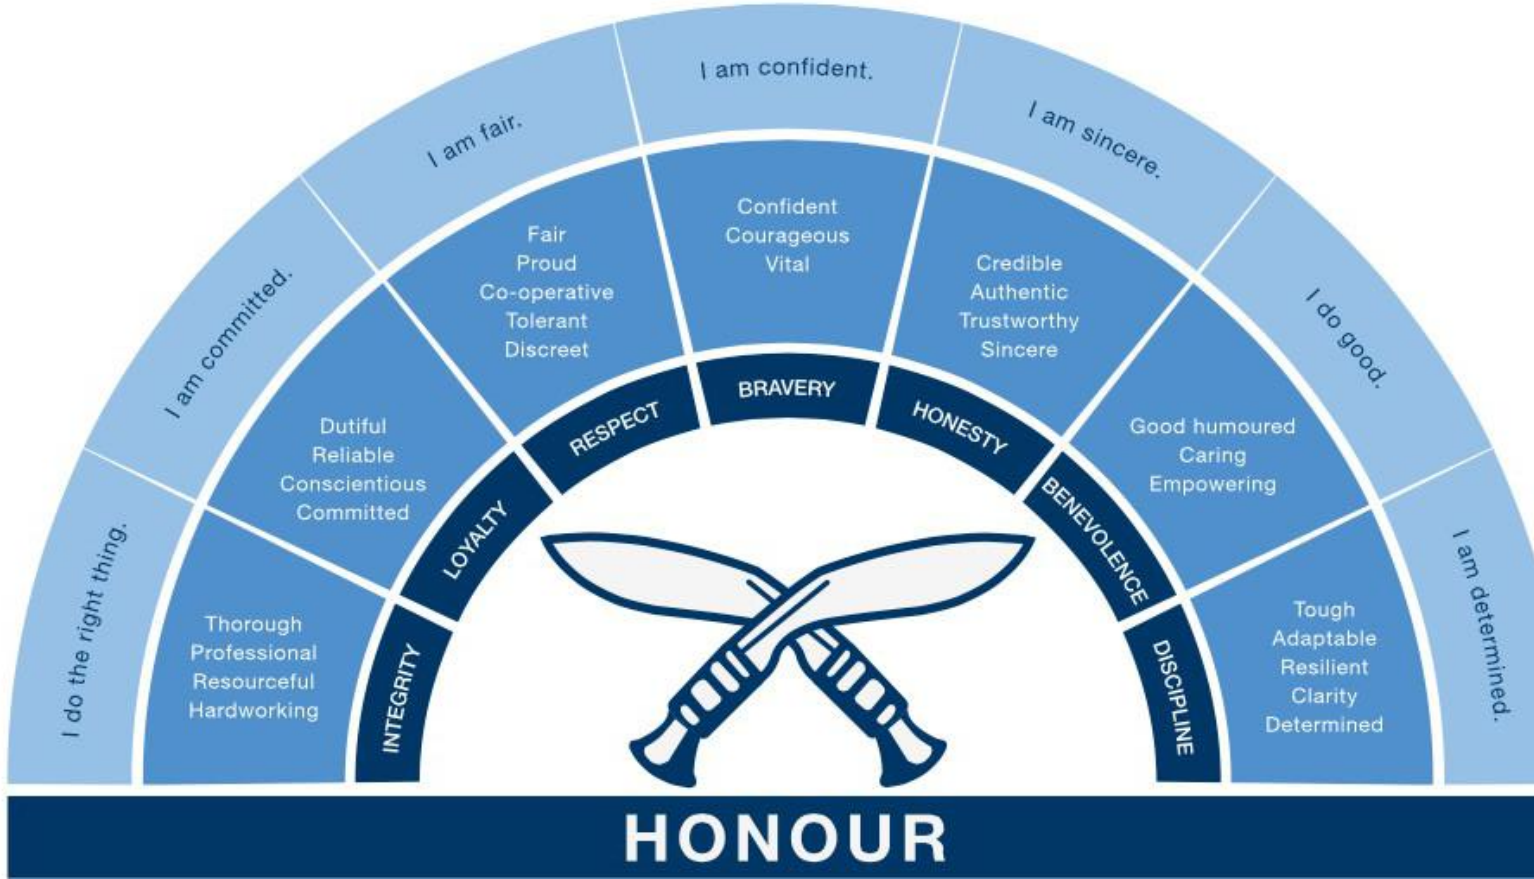 I do the right thing.
I am committed.
I am fair.
I am confident.
I am sincere.
I do good.
I am determined.
Thorough
Professional
Resourceful
Hardworking
Dutiful
Reliable
Conscientious
Committed
Fair
Proud
Co-operative
Tolerant
Discreet
Confident
Courageous
Vital
Credible
Authentic
Trustworthy
Sincere
Good humoured
Caring
Empowering
Tough
Adaptable
Resilient
Clarity
Determined
INTEGRITY
LOYALTY
RESPECT
BRAVERY
HONESTY
BENEVOLENCE
DISCIPLINE
HONOUR